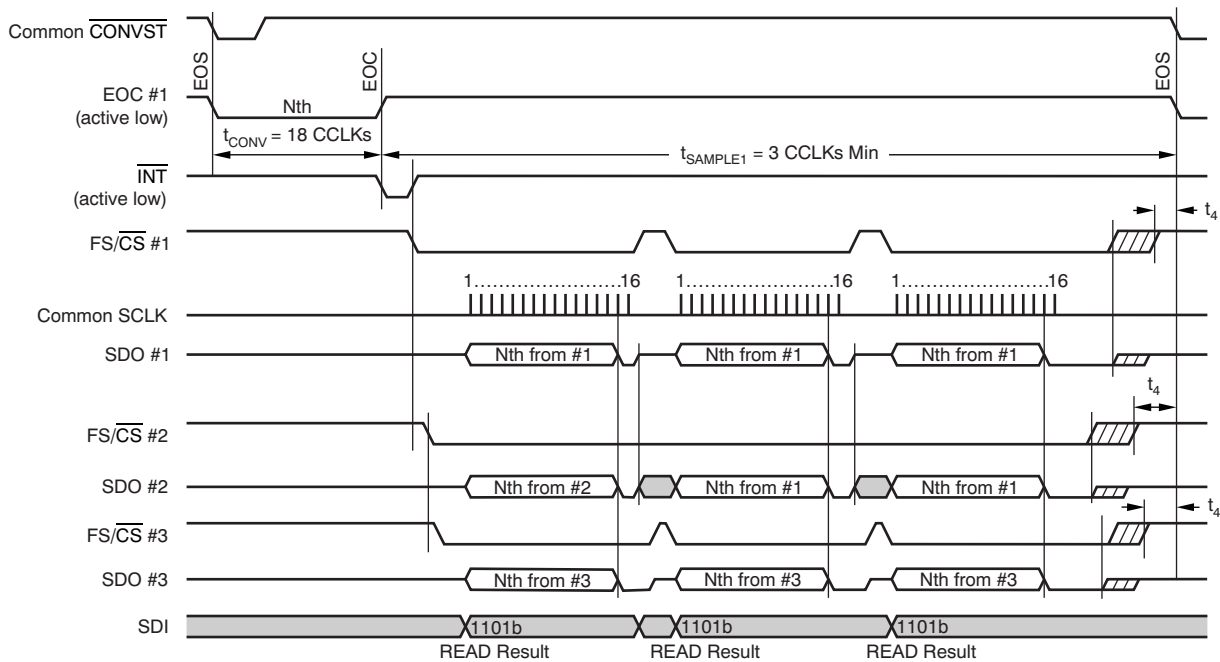 Common CONVST
EOS
EOC
EOS
EOC #1
(active low)
Nth
tCONV = 18 CCLKs
tSAMPLE1 = 3 CCLKs Min
INT
(active low)
t4
FS/CS #1
1.......................16
1.......................16
1.......................16
Common SCLK
SDO #1
Nth from #1
Nth from #1
Nth from #1
t4
FS/CS #2
SDO #2
Nth from #2
Nth from #1
Nth from #1
t4
FS/CS #3
SDO #3
Nth from #3
Nth from #3
Nth from #3
SDI
1101b
1101b
1101b
READ Result
READ Result
READ Result